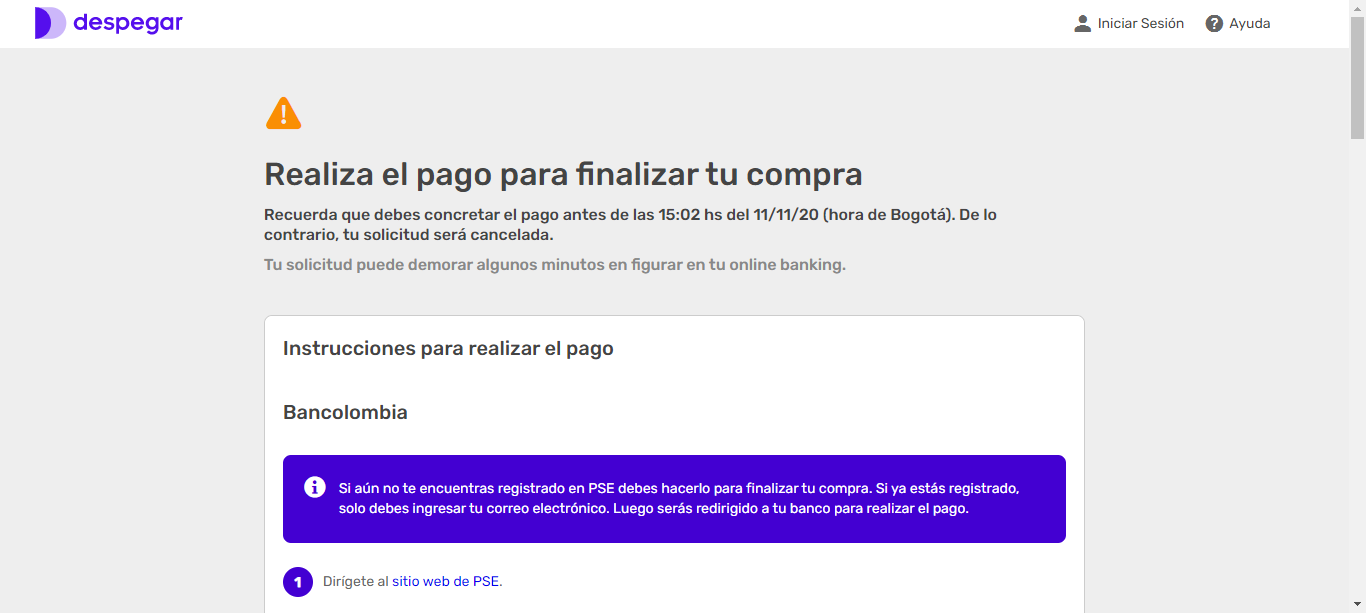 despegar
Iniciar Sesión
Ayuda
Realiza el pago para finalizar tu compra
Recuerda que debes concretar el pago antes de las 15:02 hs del 11/11/20 (hora de Bogotá). De lo
contrario, tu solicitud será cancelada.
Tu solicitud puede demorar algunos minutos en figurar en tu online banking.
Instrucciones para realizar el pago
Bancolombia
Si aún no te encuentras registrado en PSE debes hacerlo para finalizar tu compra. Si ya estás registrado,
solo debes ingresar tu correo electrónico. Luego serás redirigido a tu banco para realizar el pago.
1 Dirígete al sitio web de PSE.